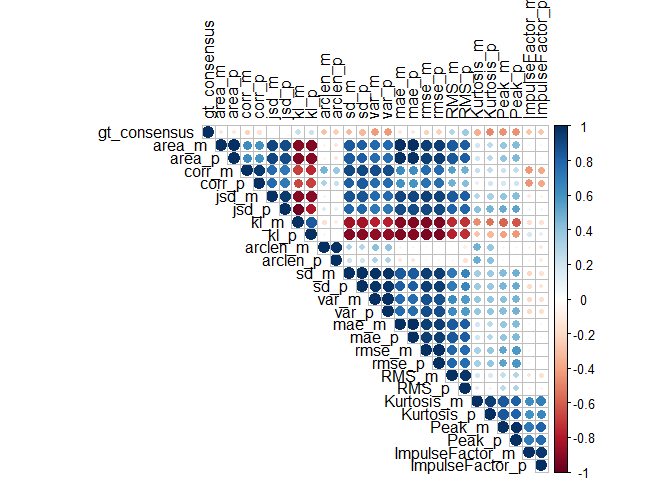 gt_consensus
area_m
area_p
corr_m
corr_p
jsd_m
jsd_p
kl_m
kl_p
arclen_m
arclen_p
sd_m
sd_p
var_m
var_p
mae_m
mae_p
rmse_m
rmse_p
RMS_m
RMS_p
Kurtosis_m
Kurtosis_p
Peak_m
Peak_p
ImpulseFactor_m
ImpulseFactor_p
gt_consensus
area_m
area_p
corr_m
corr_p
jsd_m
jsd_p
kl_m
kl_p
arclen_m
arclen_p
sd_m
sd_p
var_m
var_p
mae_m
mae_p
rmse_m
rmse_p
RMS_m
RMS_p
Kurtosis_m
Kurtosis_p
Peak_m
Peak_p
ImpulseFactor_m
ImpulseFactor_p
1
0.8
0.6
0.4
0.2
0
-0.2
-0.4
-0.6
-0.8
-1